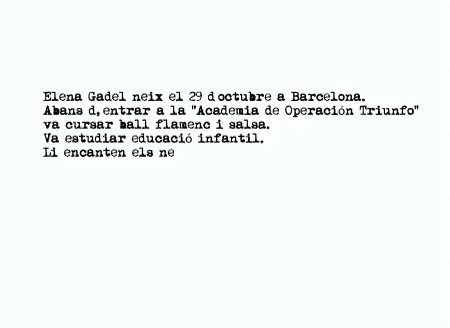 Elena Gadel neix el 29 d octubre a Barcelona.
Abans d,entrar a la "Academia de Operación Triunfo"
va cursar ball flamenc i salsa.
Va estudiar educació infantil.
Li encanten els ne